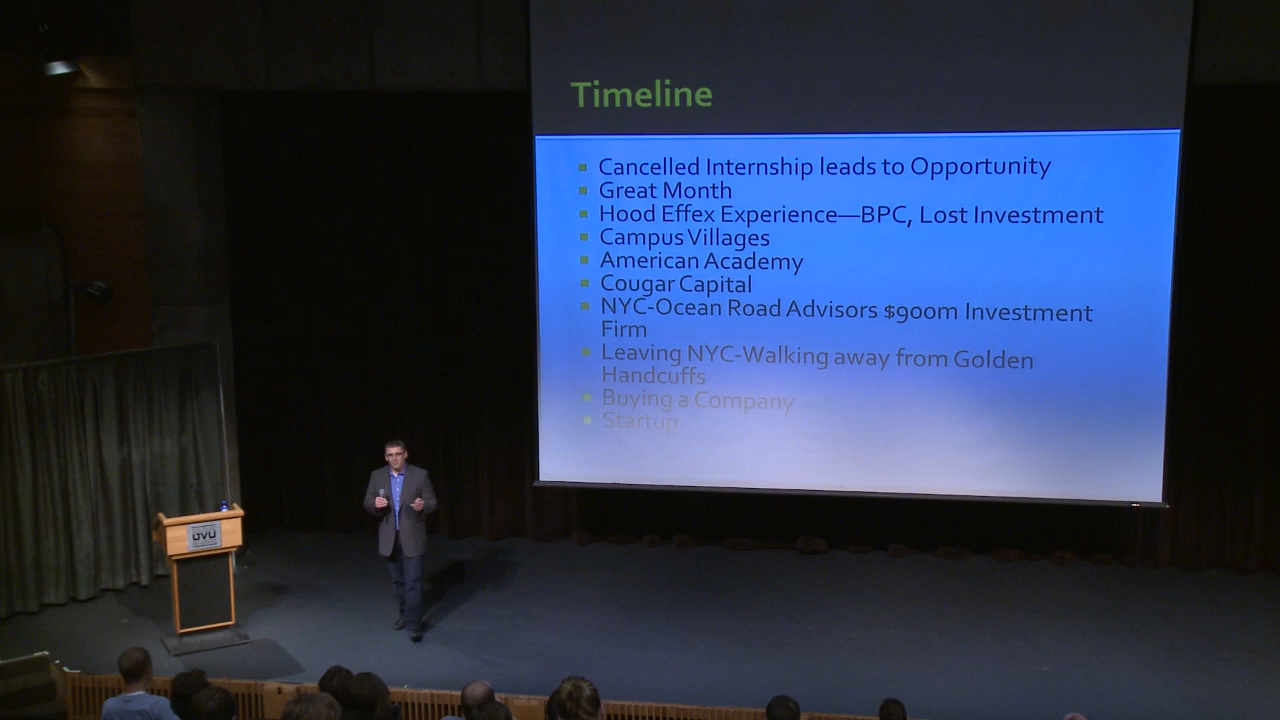 Timeline
Cancelled Internship leads to Opportunity
Great Month
Hood Effex Experience—BPC, Lost Investment
Campus Villages
American Academy
Cougar Capital
NYC-Ocean Road Advisors $900m Investment
Firm
Leaving NYC-Walking away from Golden
Handcuffs
Buying a Company
Startup
UVU